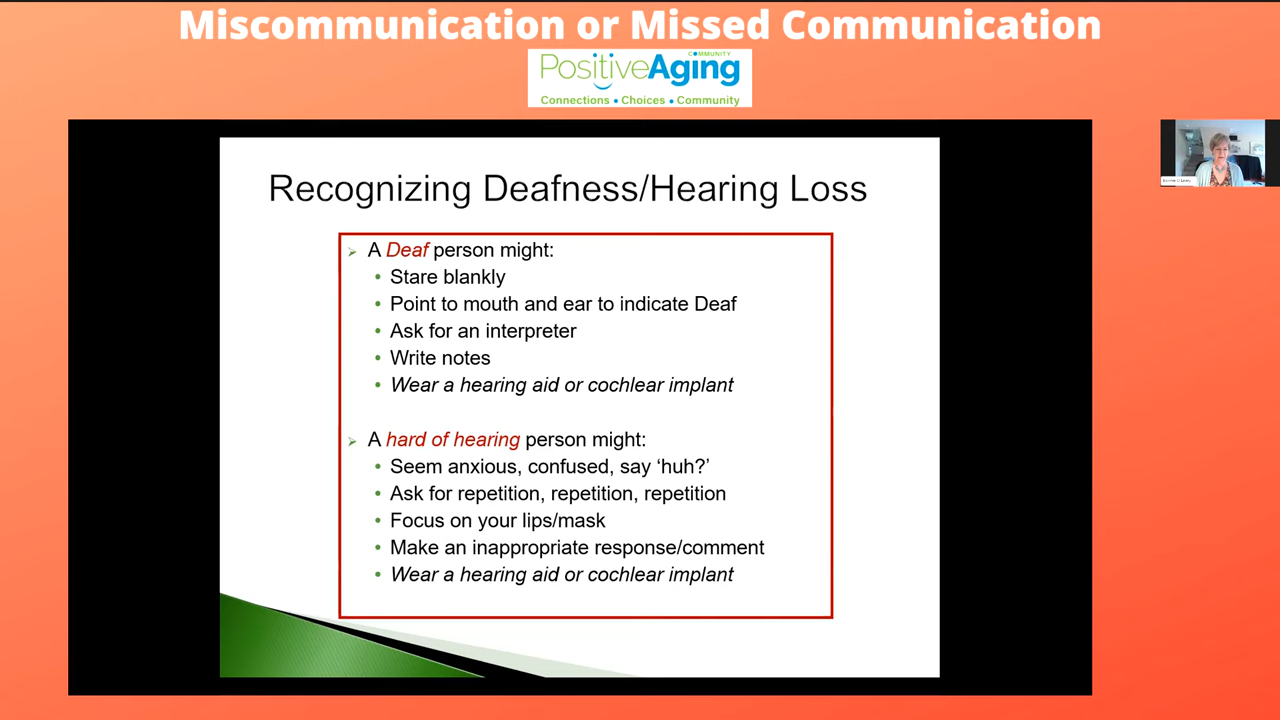 Miscommunication or Missed Communication
COMMUNITY
PositiveAging
Connections • Choices • Community
Recognizing Deafness/Hearing Loss
➢ A Deaf person might:
• Stare blankly
• Point to mouth and ear to indicate Deaf
• Ask for an interpreter
• Write notes
• Wear a hearing aid or cochlear implant
➢ A hard of hearing person might:
• Seem anxious, confused, say ‘huh?’
• Ask for repetition, repetition, repetition
• Focus on your lips/mask
• Make an inappropriate response/comment
• Wear a hearing aid or cochlear implant